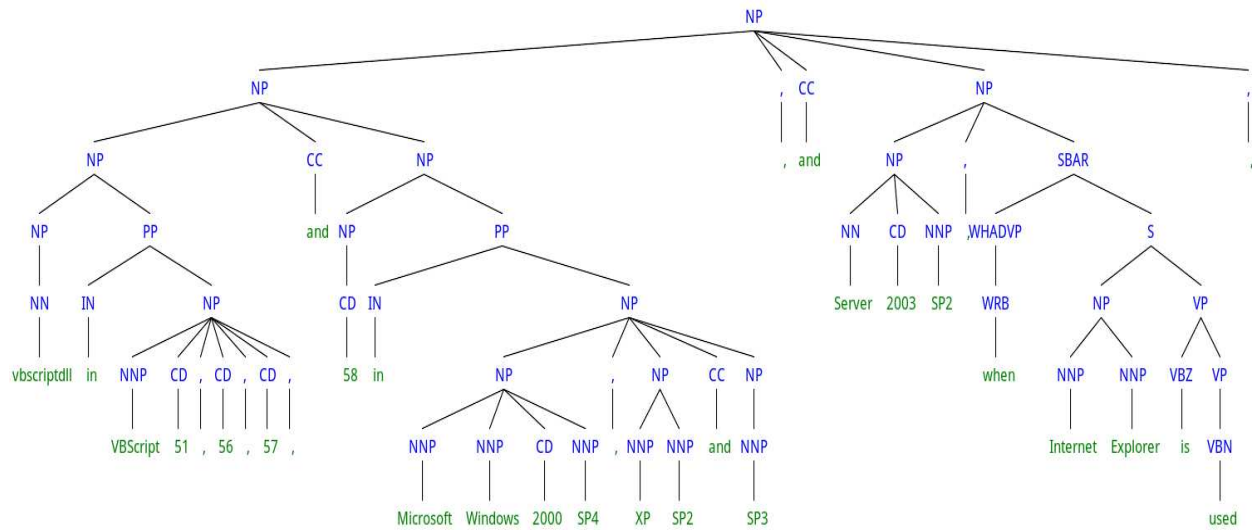 NP
NP , CC NP ,
NP CC NP , and NP , SBAR ,
NP PP and NP PP NN CD NNP , WHADVP S
NN IN NP CD IN NP Server 2003 SP2 WRB NP VP
vbscriptdll in NNP CD , CD , CD , 58 in NP , NP CC NP when NNP NNP VBZ VP
VBScript 51 , 56 , 57 , NNP NNP CD NNP , NNP NNP and NNP Internet Explorer is VBN
Microsoft Windows 2000 SP4 XP SP2 SP3 used